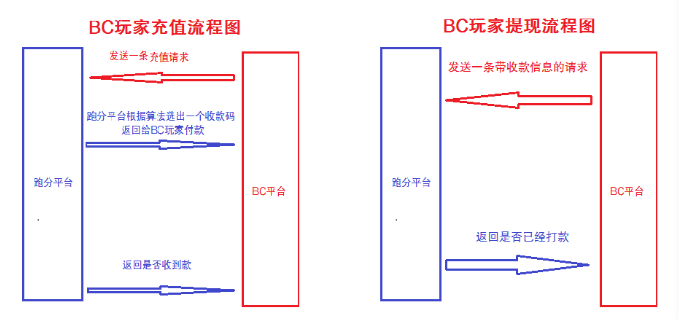 BC玩家充值流程图
发送一条充值请求
跑分平台根据算法选出一个收款码
返回给BC玩家付款
跑分平台
BC平台
返回是否收到款
BC玩家提现流程图
发送一条带收款信息的请求
跑分平台
BC平台
返回是否已经打款